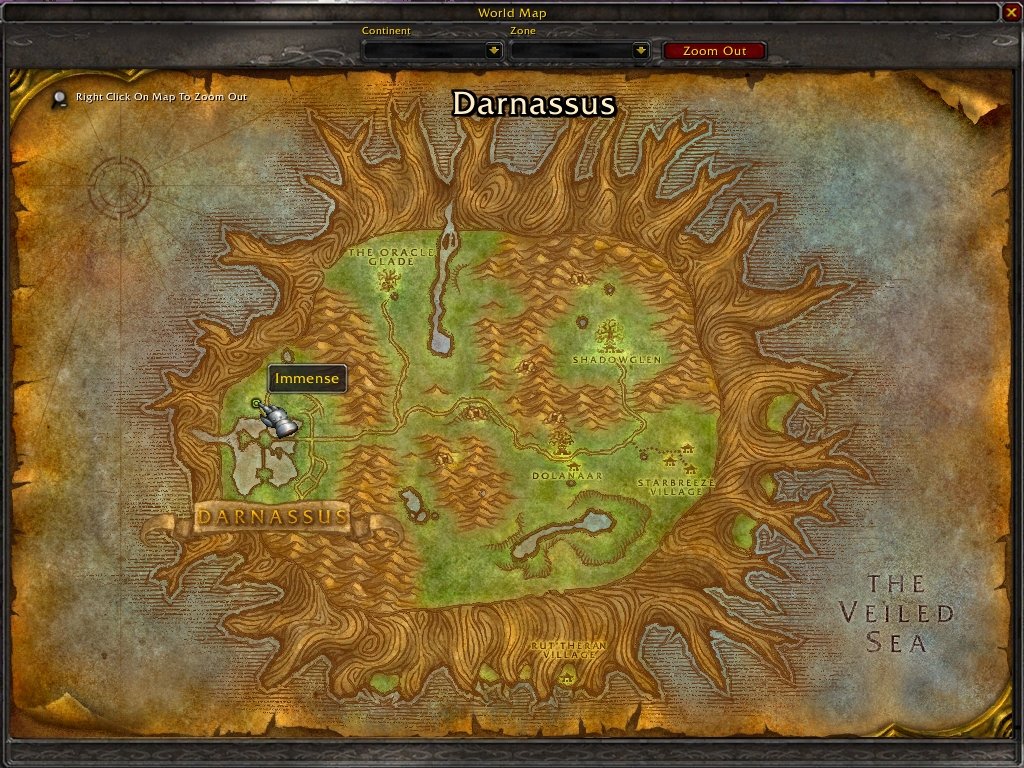 World Map
Continent
Zone
Zoom Out
Right Click On Map To Zoom Out
Darnassus
THE ORACLE
GLADE
SHADOWGLEN
Immense
DOLANAAR
STARBREEZE
VILLAGE
DARNASSUS
THE
VEILED
SEA
RUT'THERAN
VILLAGE